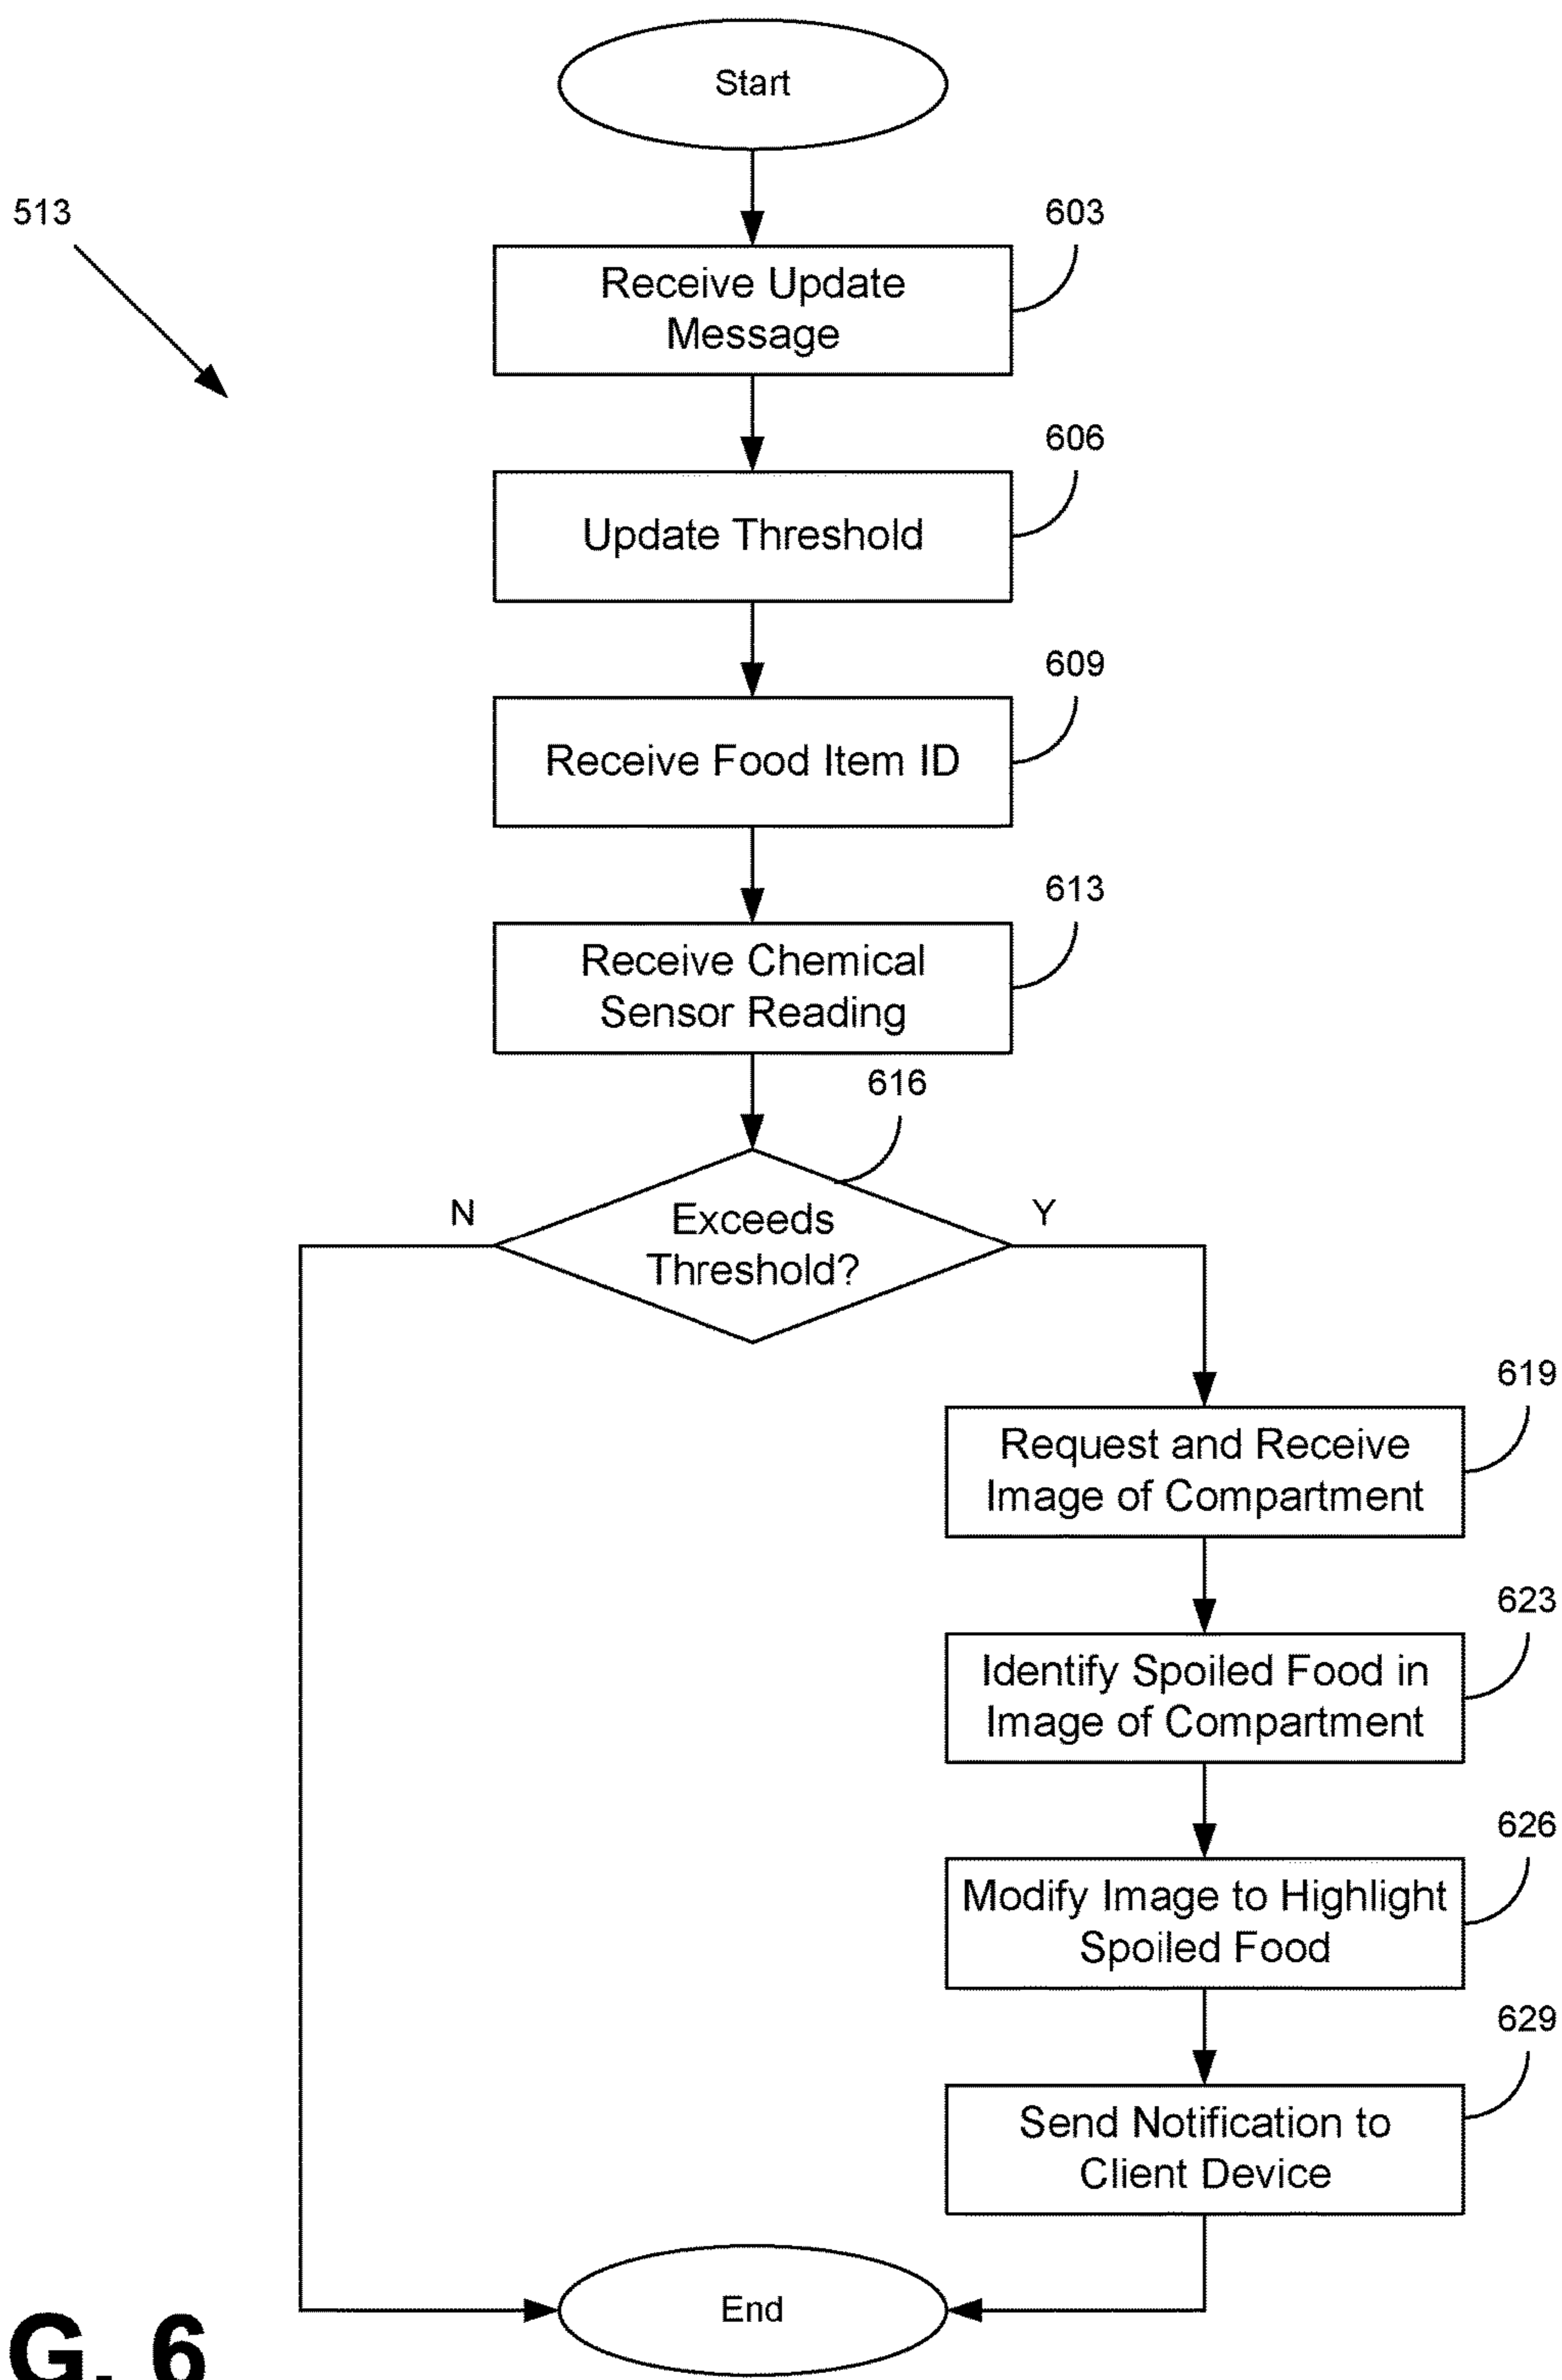 Start
513
603
Receive Update
Message
606
Update Threshold
609
Receive Food Item ID
613
Receive Chemical
Sensor Reading
616
N
Exceeds
Threshold?
Y
619
Request and Receive
Image of Compartment
623
Identify Spoiled Food in
Image of Compartment
626
Modify Image to Highlight
Spoiled Food
629
Send Notification to
Client Device
End
G. 6